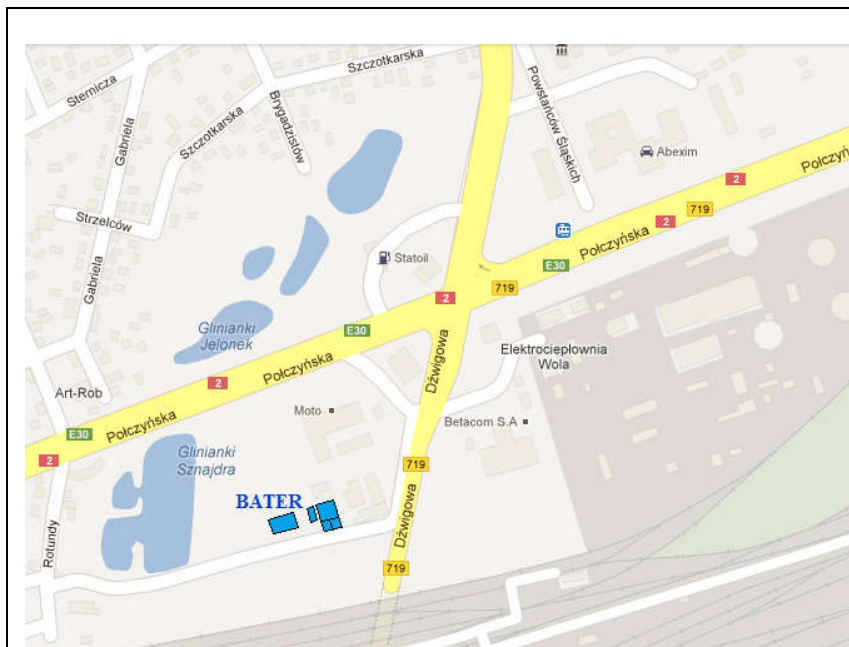 Szczotkarska
Sternicza
Powstańców Śląskich
Brygadzistów
Gabriela
Szczotkarska
Abexim
Połczyńska
2
719
2
Strzelców
Połczyńska
Statoil
E30
719
2
Gabriela
Glinianki
Jelonek
E30
Dźwigowa
Elektrociepłownia
Wola
Połczyńska
2
Art-Rob
Moto
Betacom S.A
Połczyńska
E30
2
Glinianki
Sznajdra
719
BATER
Rotundy
Dźwigowa
719